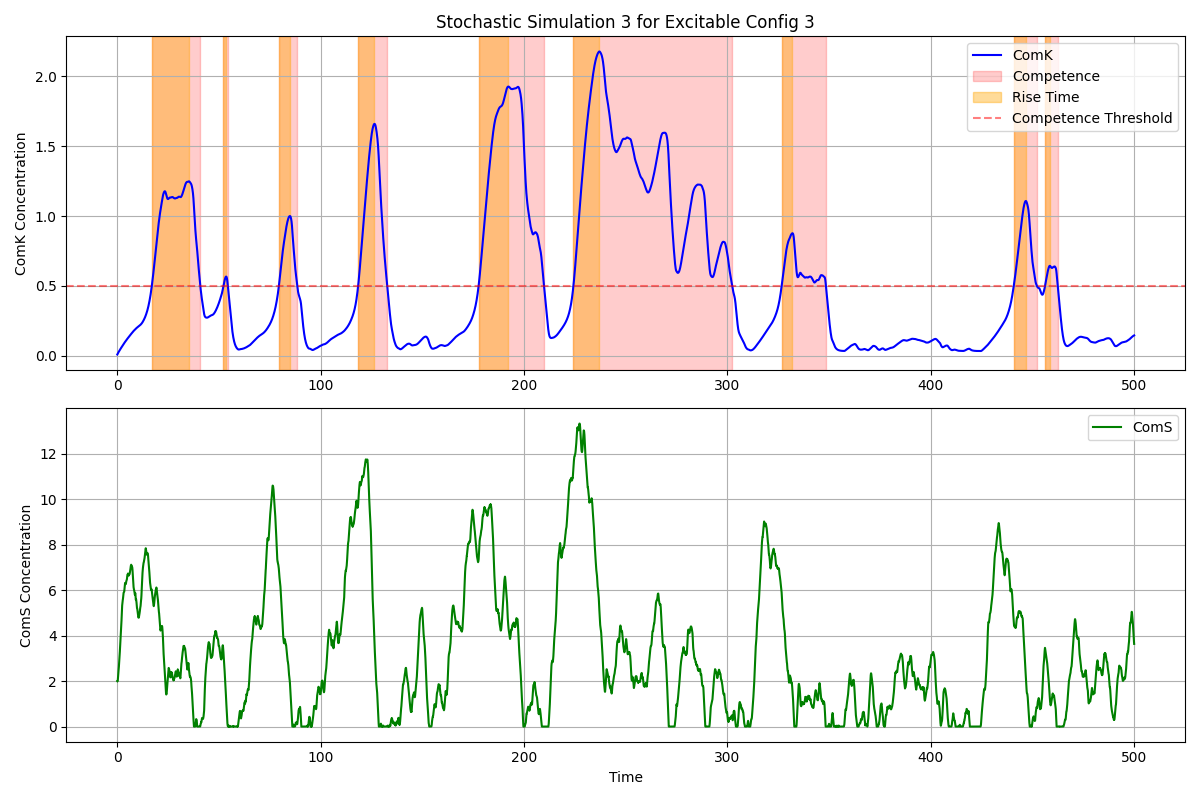 Stochastic Simulation 3 for Excitable Config 3
ComK Concentration
2.0
1.5
1.0
0.5
0.0
ComK
Competence
Rise Time
Competence Threshold
0 100 200 300 400 500
ComS Concentration
12
10
8
6
4
2
0
ComS
0 100 200 300 400 500
Time